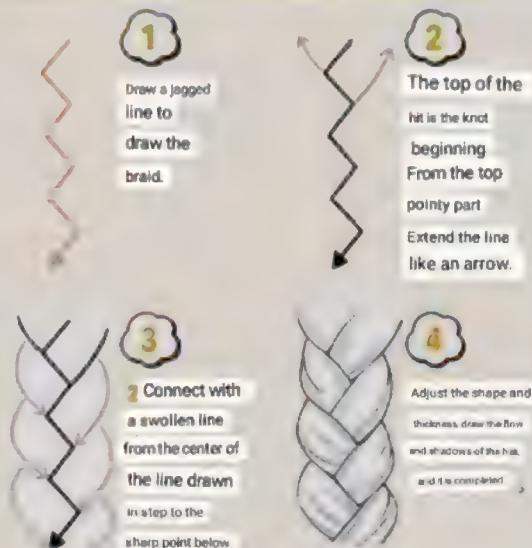 1
Draw a jagged
line to
draw the
braid.
2
The top of the
hit is the knot
beginning
From the top
pointy part
Extend the line
like an arrow.
3
2 Connect with
a swollen line
from the center of
the line drawn
in step to the
sharp point below
4
Adjust the shape and
thickness, draw the flow
and shadows of the hair,
and it is completed